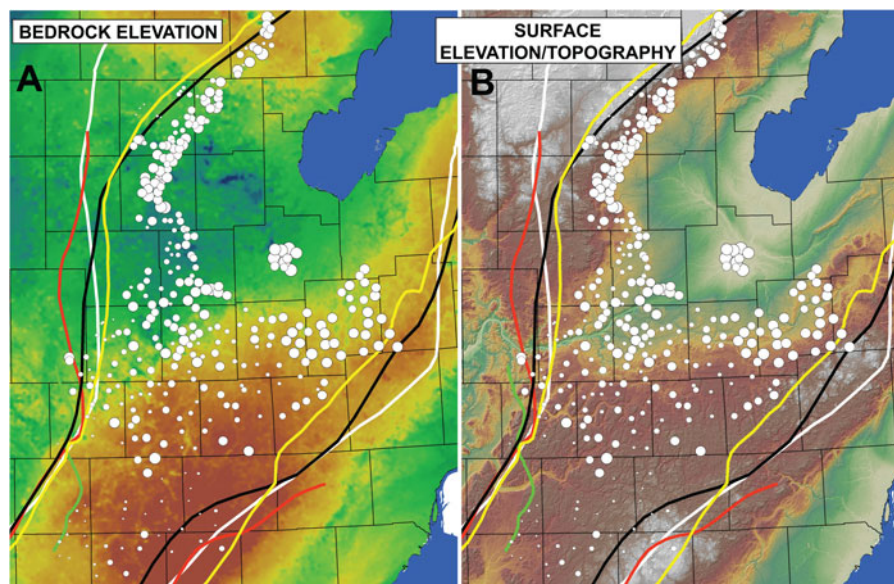 BEDROCK ELEVATION
A
SURFACE
ELEVATION/TOPOGRAPHY
B